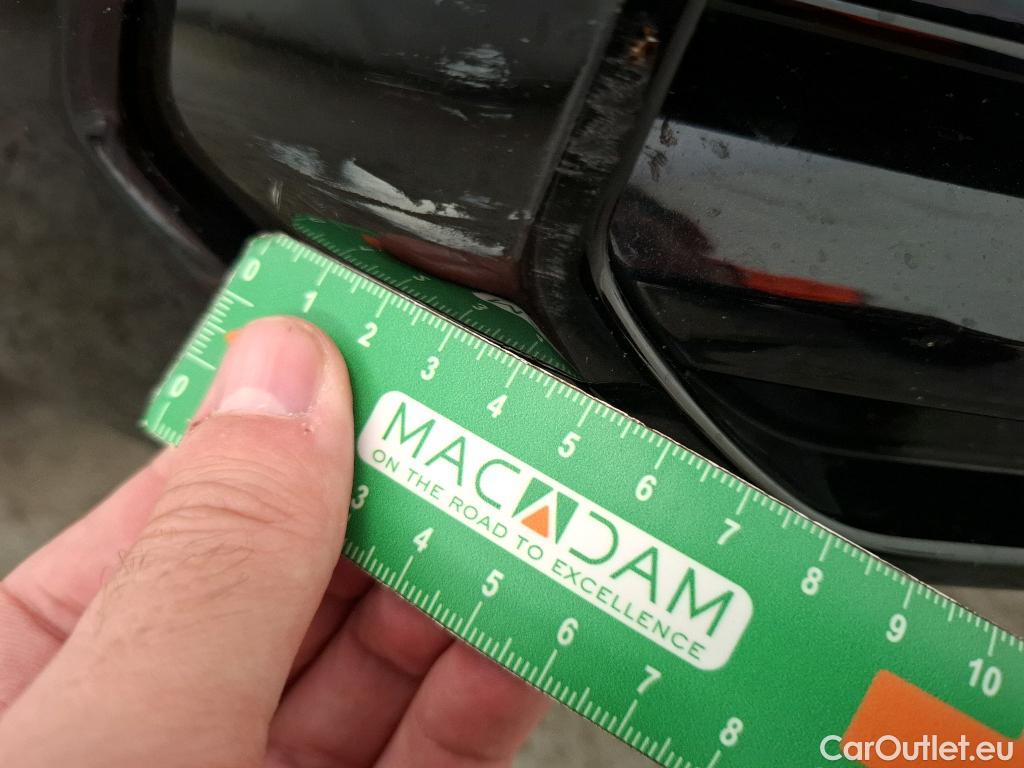 0 1 2 3 4 5 6 7 8 9 10
MACADAM
ON THE ROAD TO EXCELLENCE
0 3 4 5 6 7 8
CarOutlet.eu